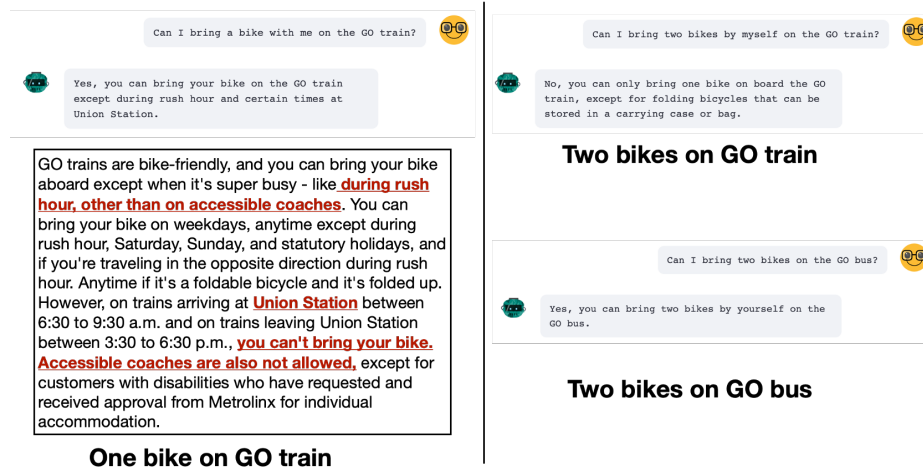 Can I bring a bike with me on the GO train?
Yes, you can bring your bike on the GO train
except during rush hour and certain times at
Union Station.
GO trains are bike-friendly, and you can bring your bike
aboard except when it's super busy - like during rush
hour, other than on accessible coaches. You can
bring your bike on weekdays, anytime except during
rush hour, Saturday, Sunday, and statutory holidays, and
if you're traveling in the opposite direction during rush
hour. Anytime if it's a foldable bicycle and it's folded up.
However, on trains arriving at Union Station between
6:30 to 9:30 a.m. and on trains leaving Union Station
between 3:30 to 6:30 p.m., you can't bring your bike.
Accessible coaches are also not allowed, except for
customers with disabilities who have requested and
received approval from Metrolinx for individual
accommodation.
One bike on GO train
Can I bring two bikes by myself on the GO train?
No, you can only bring one bike on board the GO
train, except for folding bicycles that can be
stored in a carrying case or bag.
Two bikes on GO train
Can I bring two bikes on the GO bus?
Yes, you can bring two bikes by yourself on the
GO bus.
Two bikes on GO bus